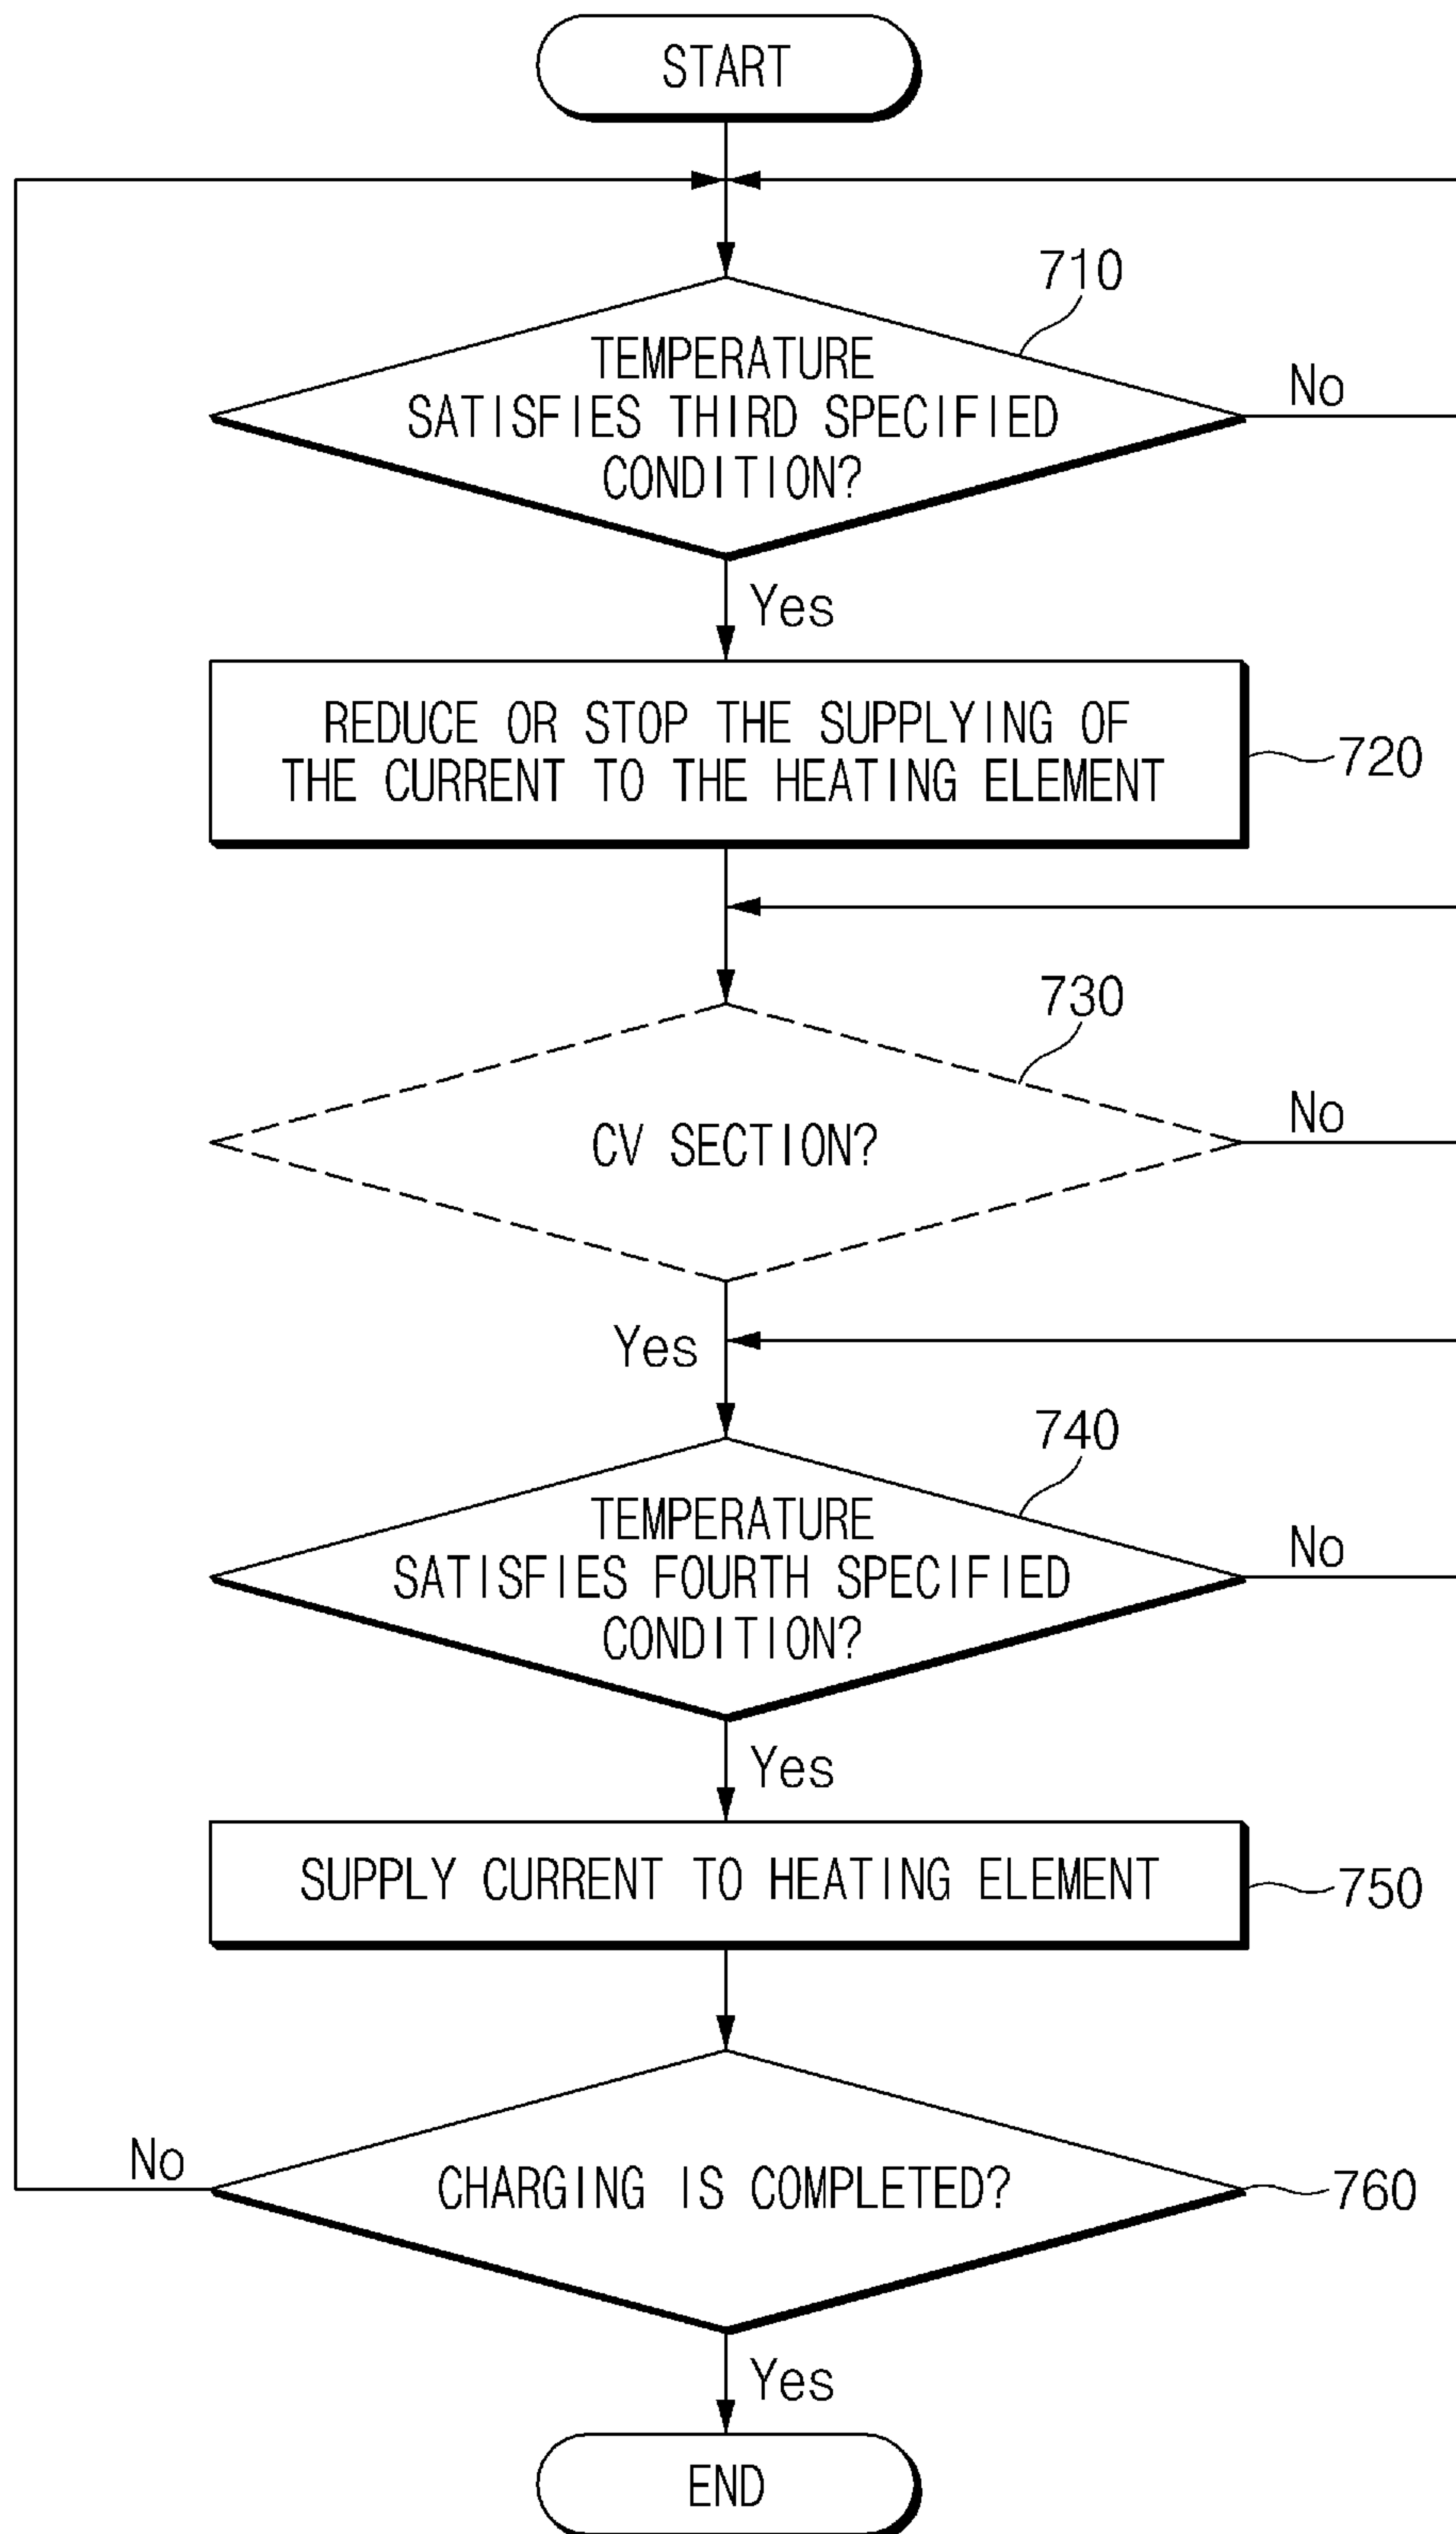 START
710
TEMPERATURE
SATISFIES THIRD SPECIFIED
CONDITION?
No
Yes
REDUCE OR STOP THE SUPPLYING OF
THE CURRENT TO THE HEATING ELEMENT
720
730
CV SECTION?
No
Yes
740
TEMPERATURE
SATISFIES FOURTH SPECIFIED
CONDITION?
No
Yes
SUPPLY CURRENT TO HEATING ELEMENT
750
No
CHARGING IS COMPLETED?
760
Yes
END